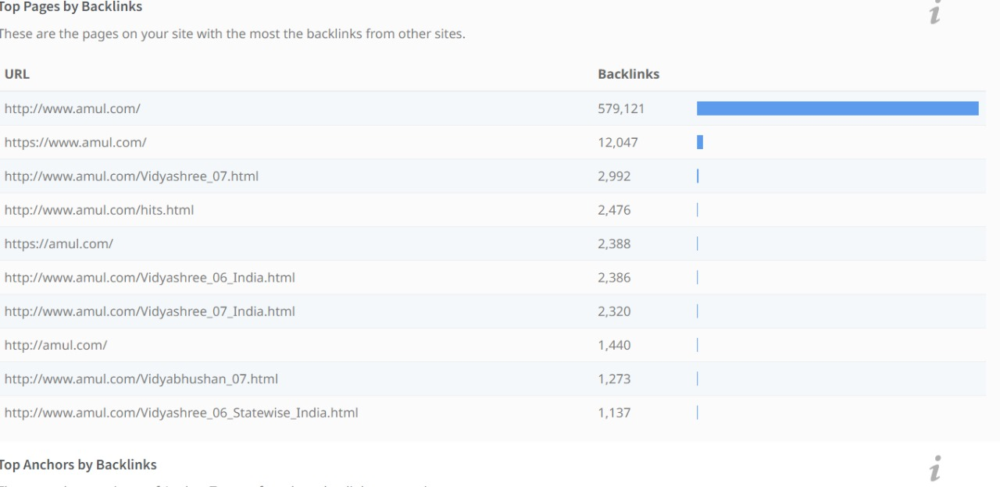 Top Pages by Backlinks
These are the pages on your site with the most the backlinks from other sites.
URL Backlinks
http://www.amul.com/ 579,121
https://www.amul.com/ 12,047
http://www.amul.com/Vidyashree_07.html 2,992
http://www.amul.com/hits.html 2,476
https://amul.com/ 2,388
http://www.amul.com/Vidyashree_06_India.html 2,386
http://www.amul.com/Vidyashree_07_India.html 2,320
http://amul.com/ 1,440
http://www.amul.com/Vidyabhushan_07.html 1,273
http://www.amul.com/Vidyashree_06_Statewise_India.html 1,137
Top Anchors by Backlinks